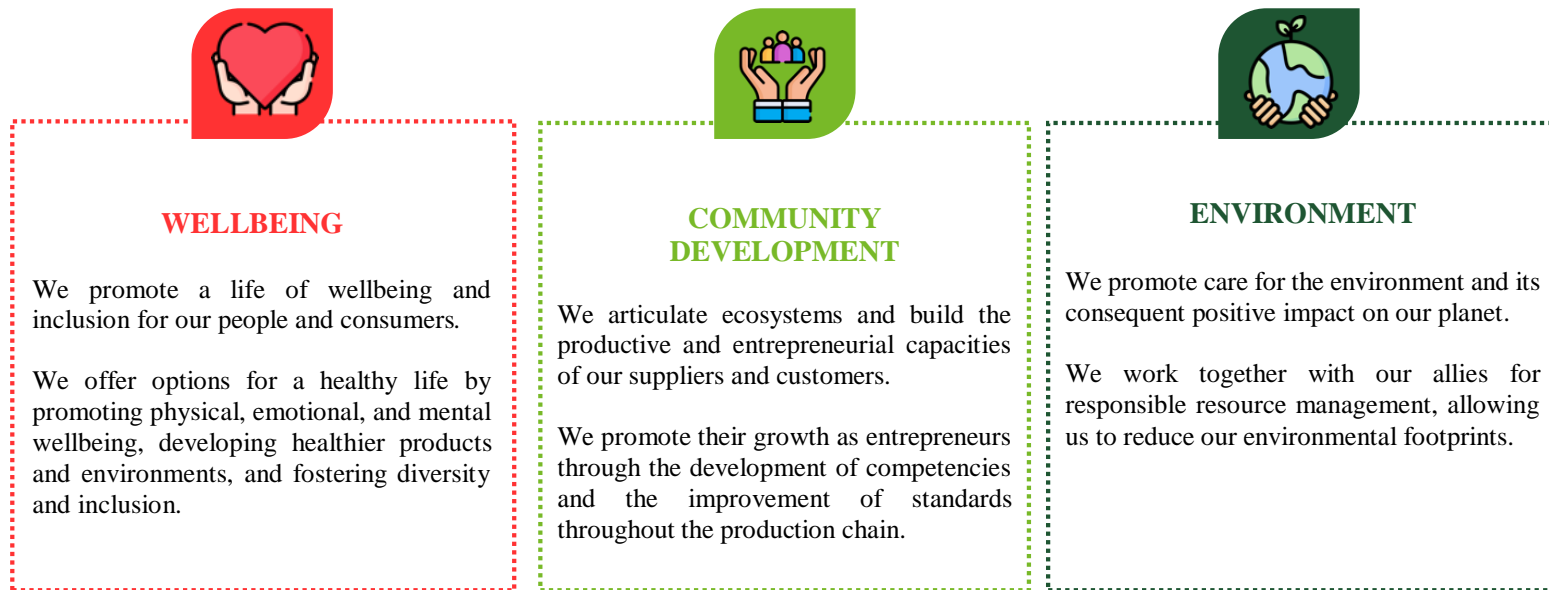 WELLBEING
We promote a life of wellbeing and
inclusion for our people and consumers.
We offer options for a healthy life by
promoting physical, emotional, and mental
wellbeing, developing healthier products
and environments, and fostering diversity
and inclusion.
COMMUNITY
DEVELOPMENT
We articulate ecosystems and build the
productive and entrepreneurial capacities
of our suppliers and customers.
We promote their growth as entrepreneurs
through the development of competencies
and the improvement of standards
throughout the production chain.
ENVIRONMENT
We promote care for the environment and its
consequent positive impact on our planet.
We work together with our allies for
responsible resource management, allowing
us to reduce our environmental footprints.